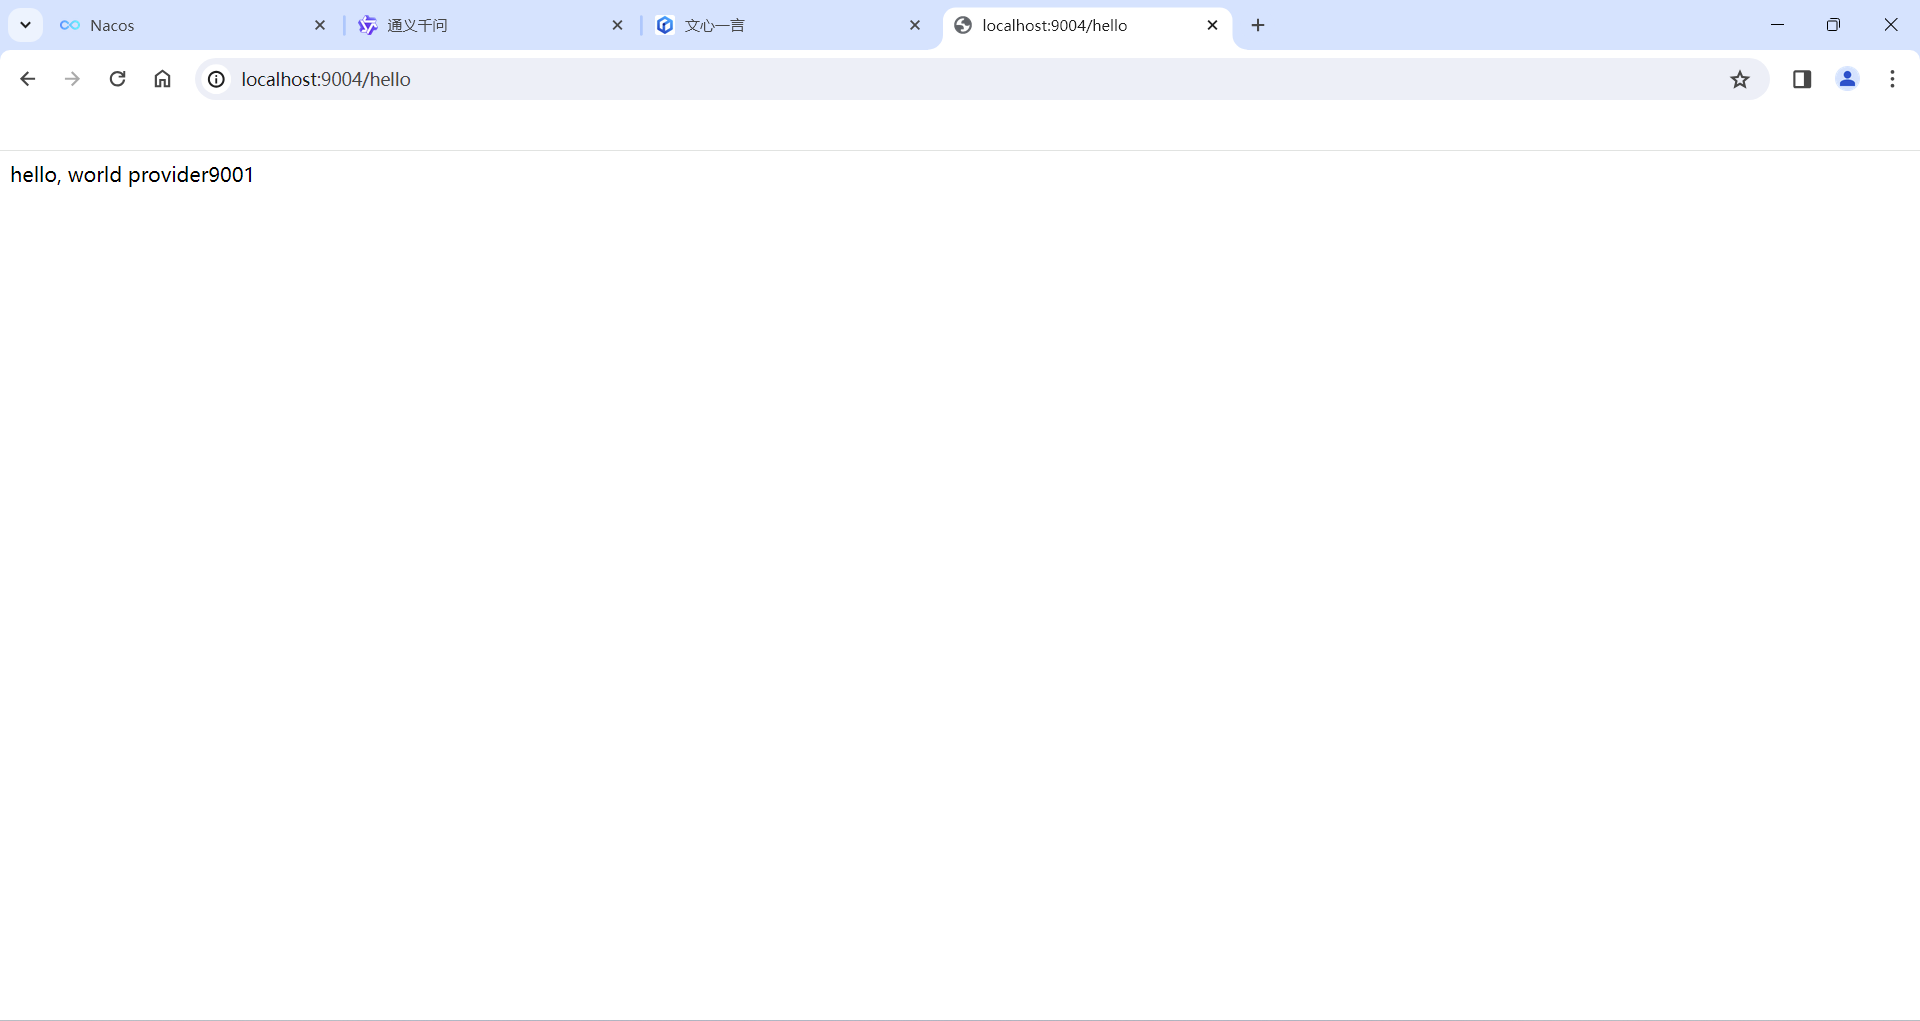 Nacos
通义千问
文心一言
localhost:9004/hello
localhost:9004/hello
hello, world provider9001